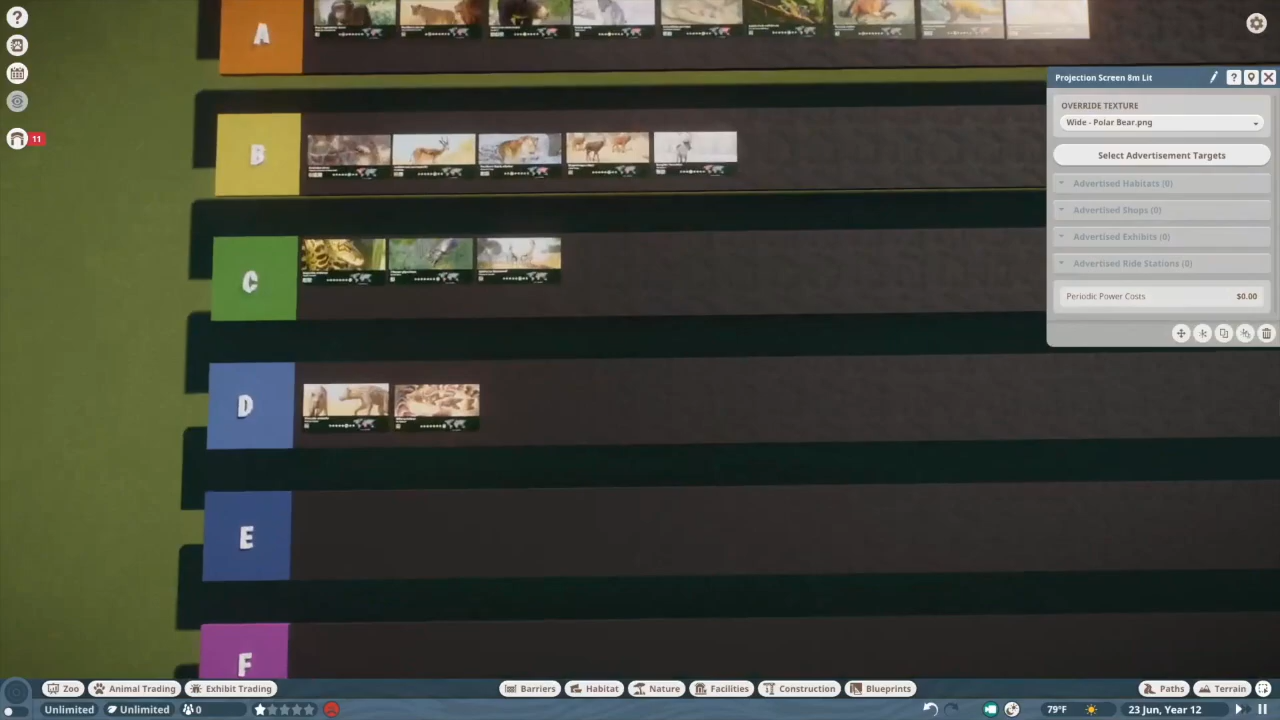 A
B
C
D
E
F
11
Projection Screen 8m Lit
?
OVERRIDE TEXTURE
Wide - Polar Bear.png
Select Advertisement Targets
Advertised Habitats (0)
Advertised Shops (0)
Advertised Exhibits (0)
Advertised Ride Stations (0)
Periodic Power Costs $0.00
Zoo Animal Trading Exhibit Trading Barriers Habitat Nature Facilities Construction Blueprints Paths Terrain
Unlimited Unlimited 0 79°F 23 Jun, Year 12